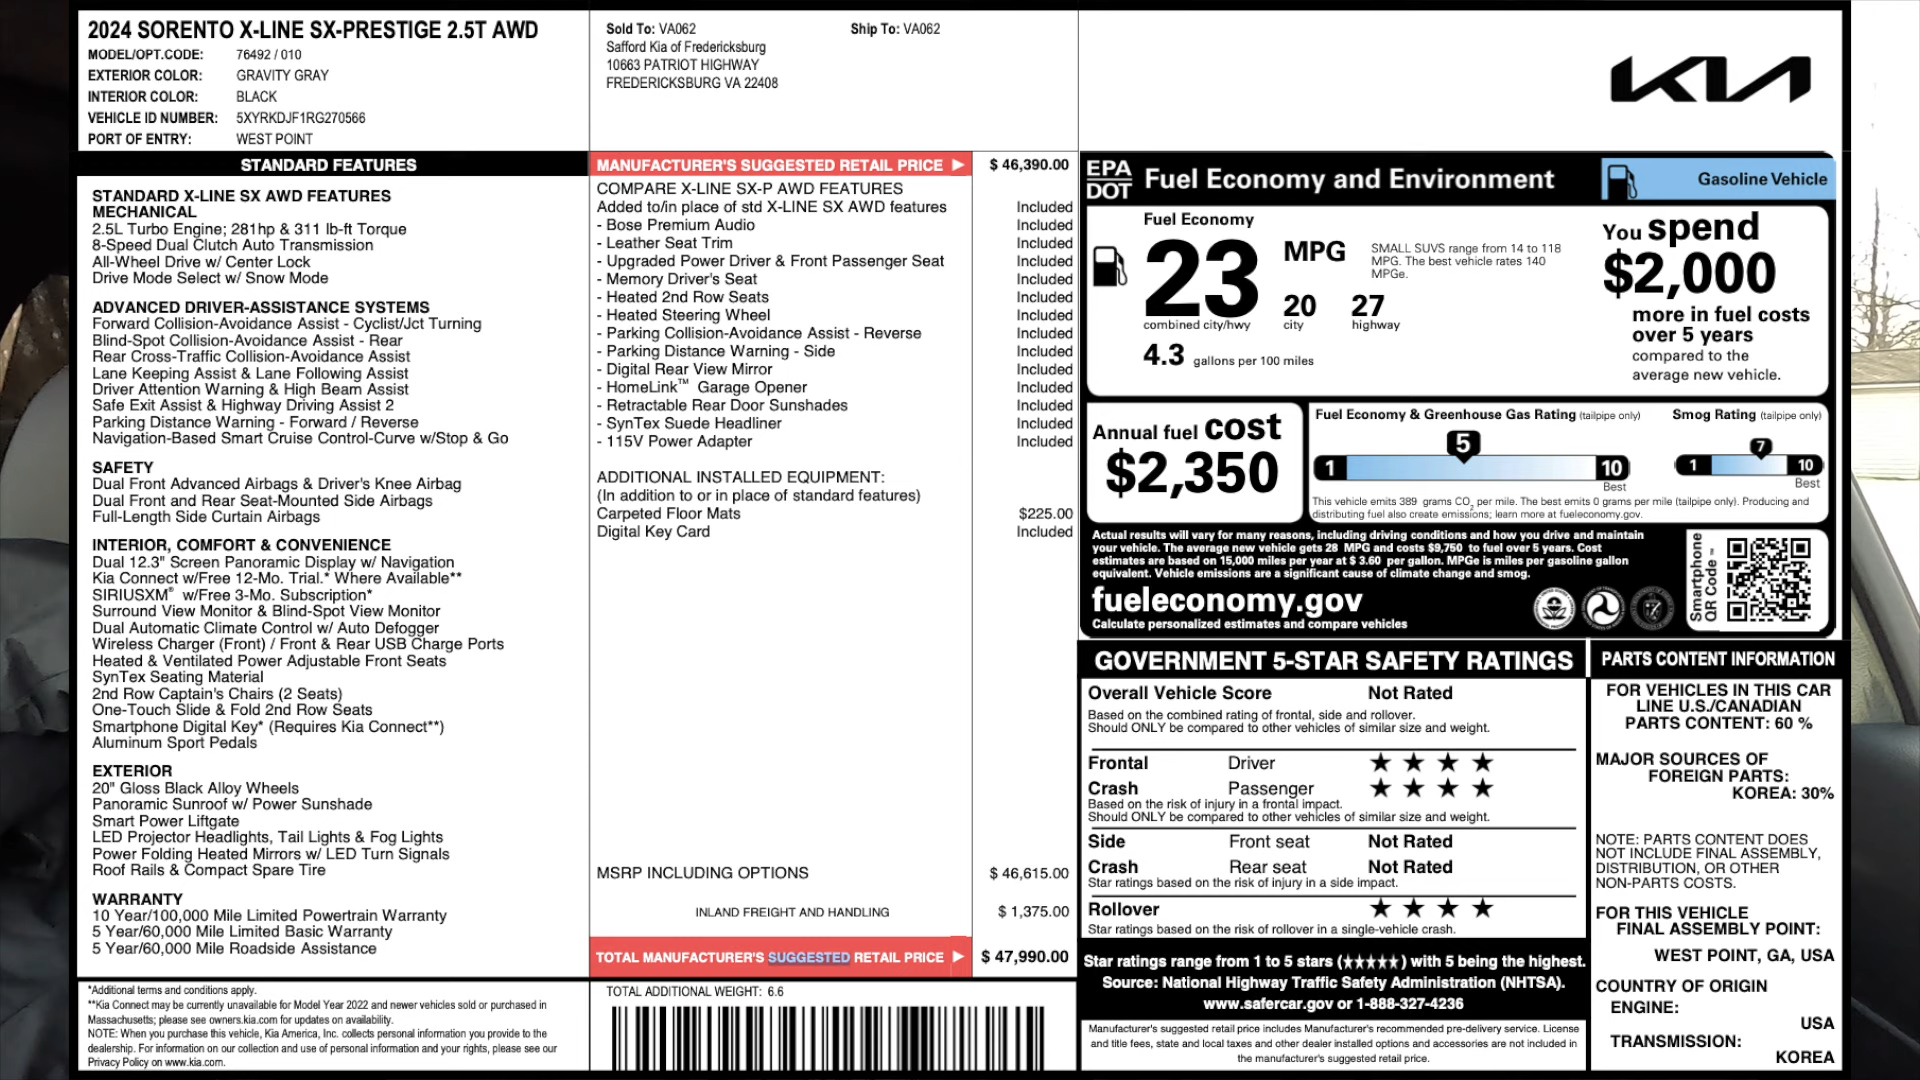 2024 SORENTO X-LINE SX-PRESTIGE 2.5T AWD
MODEL/OPT.CODE: 76492 / 010
EXTERIOR COLOR: GRAVITY GRAY
INTERIOR COLOR: BLACK
VEHICLE ID NUMBER: 5XYRKDJF1RG270566
PORT OF ENTRY: WEST POINT
Sold To: VA062 Ship To: VA062
Safford Kia of Fredericksburg
10663 PATRIOT HIGHWAY
FREDERICKSBURG VA 22408
KIA
STANDARD FEATURES
STANDARD X-LINE SX AWD FEATURES
MECHANICAL
2.5L Turbo Engine; 281hp & 311 lb-ft Torque
8-Speed Dual Clutch Auto Transmission
All-Wheel Drive w/ Center Lock
Drive Mode Select w/ Snow Mode
ADVANCED DRIVER-ASSISTANCE SYSTEMS
Forward Collision-Avoidance Assist - Cyclist/Jct Turning
Blind-Spot Collision-Avoidance Assist - Rear
Rear Cross-Traffic Collision-Avoidance Assist
Lane Keeping Assist & Lane Following Assist
Driver Attention Warning & High Beam Assist
Safe Exit Assist & Highway Driving Assist 2
Parking Distance Warning - Forward / Reverse
Navigation-Based Smart Cruise Control-Curve w/Stop & Go
SAFETY
Dual Front Advanced Airbags & Driver's Knee Airbag
Dual Front and Rear Seat-Mounted Side Airbags
Full-Length Side Curtain Airbags
INTERIOR, COMFORT & CONVENIENCE
Dual 12.3" Screen Panoramic Display w/ Navigation
Kia Connect w/Free 12-Mo. Trial.* Where Available**
SIRIUSXM® w/Free 3-Mo. Subscription*
Surround View Monitor & Blind-Spot View Monitor
Dual Automatic Climate Control w/ Auto Defogger
Wireless Charger (Front) / Front & Rear USB Charge Ports
Heated & Ventilated Power Adjustable Front Seats
SynTex Seating Material
2nd Row Captain's Chairs (2 Seats)
One-Touch Slide & Fold 2nd Row Seats
Smartphone Digital Key* (Requires Kia Connect**)
Aluminum Sport Pedals
EXTERIOR
20" Gloss Black Alloy Wheels
Panoramic Sunroof w/ Power Sunshade
Smart Power Liftgate
LED Projector Headlights, Tail Lights & Fog Lights
Power Folding Heated Mirrors w/ LED Turn Signals
Roof Rails & Compact Spare Tire
WARRANTY
10 Year/100,000 Mile Limited Powertrain Warranty
5 Year/60,000 Mile Limited Basic Warranty
5 Year/60,000 Mile Roadside Assistance
*Additional terms and conditions apply.
**Kia Connect may be currently unavailable for Model Year 2022 and newer vehicles sold or purchased in
Massachusetts; please see owners.kia.com for updates on availability.
NOTE: When you purchase this vehicle, Kia America, Inc. collects personal information you provide to the
dealership. For information on our collection and use of personal information and your rights, please see our
Privacy Policy on www.kia.com.
MANUFACTURER'S SUGGESTED RETAIL PRICE ► $ 46,390.00
COMPARE X-LINE SX-P AWD FEATURES
Added to/in place of std X-LINE SX AWD features Included
- Bose Premium Audio Included
- Leather Seat Trim Included
- Upgraded Power Driver & Front Passenger Seat Included
- Memory Driver's Seat Included
- Heated 2nd Row Seats Included
- Heated Steering Wheel Included
- Parking Collision-Avoidance Assist - Reverse Included
- Parking Distance Warning - Side Included
- Digital Rear View Mirror Included
- HomeLink™ Garage Opener Included
- Retractable Rear Door Sunshades Included
- SynTex Suede Headliner Included
- 115V Power Adapter Included
ADDITIONAL INSTALLED EQUIPMENT:
(In addition to or in place of standard features)
Carpeted Floor Mats $225.00
Digital Key Card Included
MSRP INCLUDING OPTIONS $ 46,615.00
INLAND FREIGHT AND HANDLING $ 1,375.00
TOTAL MANUFACTURER'S SUGGESTED RETAIL PRICE ► $ 47,990.00
TOTAL ADDITIONAL WEIGHT: 6.6
EPA
DOT
Fuel Economy and Environment
Gasoline Vehicle
Fuel Economy
23 MPG
combined city/hwy
20 city
27 highway
4.3 gallons per 100 miles
SMALL SUVS range from 14 to 118
MPG. The best vehicle rates 140
MPGe.
You spend
$2,000
more in fuel costs
over 5 years
compared to the
average new vehicle.
Annual fuel cost
$2,350
Fuel Economy & Greenhouse Gas Rating (tailpipe only)
5
1 10
Best
Smog Rating (tailpipe only)
7
1 10
Best
This vehicle emits 389 grams CO2 per mile. The best emits 0 grams per mile (tailpipe only). Producing and
distributing fuel also create emissions; learn more at fueleconomy.gov.
Actual results will vary for many reasons, including driving conditions and how you drive and maintain
your vehicle. The average new vehicle gets 28 MPG and costs $9,750 to fuel over 5 years. Cost
estimates are based on 15,000 miles per year at $ 3.60 per gallon. MPGe is miles per gasoline gallon
equivalent. Vehicle emissions are a significant cause of climate change and smog.
fueleconomy.gov
Calculate personalized estimates and compare vehicles
Smartphone
QR Code™
GOVERNMENT 5-STAR SAFETY RATINGS
Overall Vehicle Score Not Rated
Based on the combined rating of frontal, side and rollover.
Should ONLY be compared to other vehicles of similar size and weight.
Frontal Driver ★ ★ ★ ★
Crash Passenger ★ ★ ★ ★
Based on the risk of injury in a frontal impact.
Should ONLY be compared to other vehicles of similar size and weight.
Side Front seat Not Rated
Crash Rear seat Not Rated
Star ratings based on the risk of injury in a side impact.
Rollover ★ ★ ★ ★
Star ratings based on the risk of rollover in a single-vehicle crash.
Star ratings range from 1 to 5 stars (★★★★★) with 5 being the highest.
Source: National Highway Traffic Safety Administration (NHTSA).
www.safercar.gov or 1-888-327-4236
Manufacturer's suggested retail price includes Manufacturer's recommended pre-delivery service. License
and title fees, state and local taxes and other dealer installed options and accessories are not included in
the manufacturer's suggested retail price.
PARTS CONTENT INFORMATION
FOR VEHICLES IN THIS CAR
LINE U.S./CANADIAN
PARTS CONTENT: 60 %
MAJOR SOURCES OF
FOREIGN PARTS:
KOREA: 30%
NOTE: PARTS CONTENT DOES
NOT INCLUDE FINAL ASSEMBLY,
DISTRIBUTION, OR OTHER
NON-PARTS COSTS.
FOR THIS VEHICLE
FINAL ASSEMBLY POINT:
WEST POINT, GA, USA
COUNTRY OF ORIGIN
ENGINE:
USA
TRANSMISSION:
KOREA